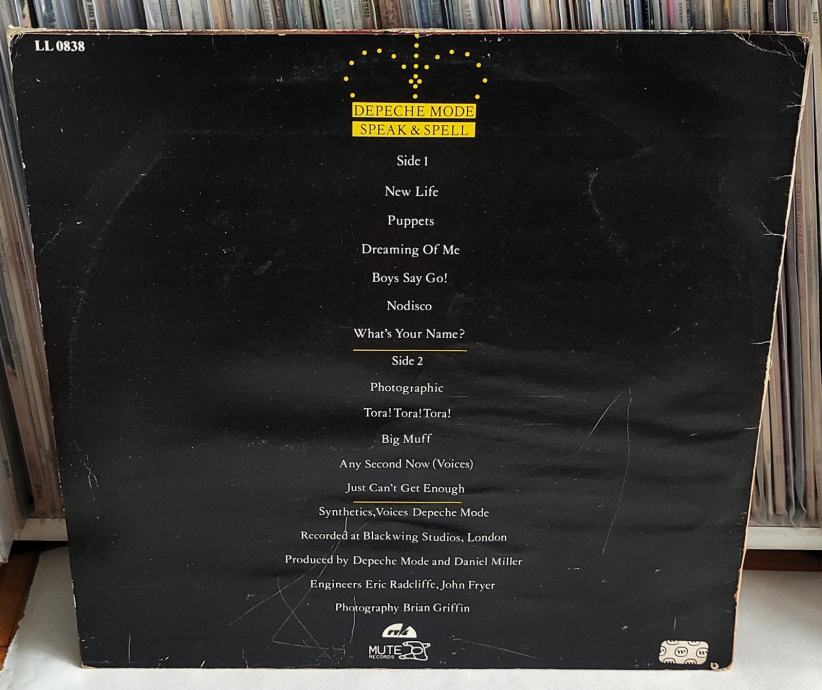 LL 0838
DEPECHE MODE
SPEAK & SPELL
Side 1
New Life
Puppets
Dreaming Of Me
Boys Say Go!
Nodisco
What's Your Name?
Side 2
Photographic
Tora! Tora! Tora!
Big Muff
Any Second Now (Voices)
Just Can't Get Enough
Synthetics, Voices Depeche Mode
Recorded at Blackwing Studios, London
Produced by Depeche Mode and Daniel Miller
Engineers Eric Radcliffe, John Fryer
Photography Brian Griffin
MUTE
RECORDS